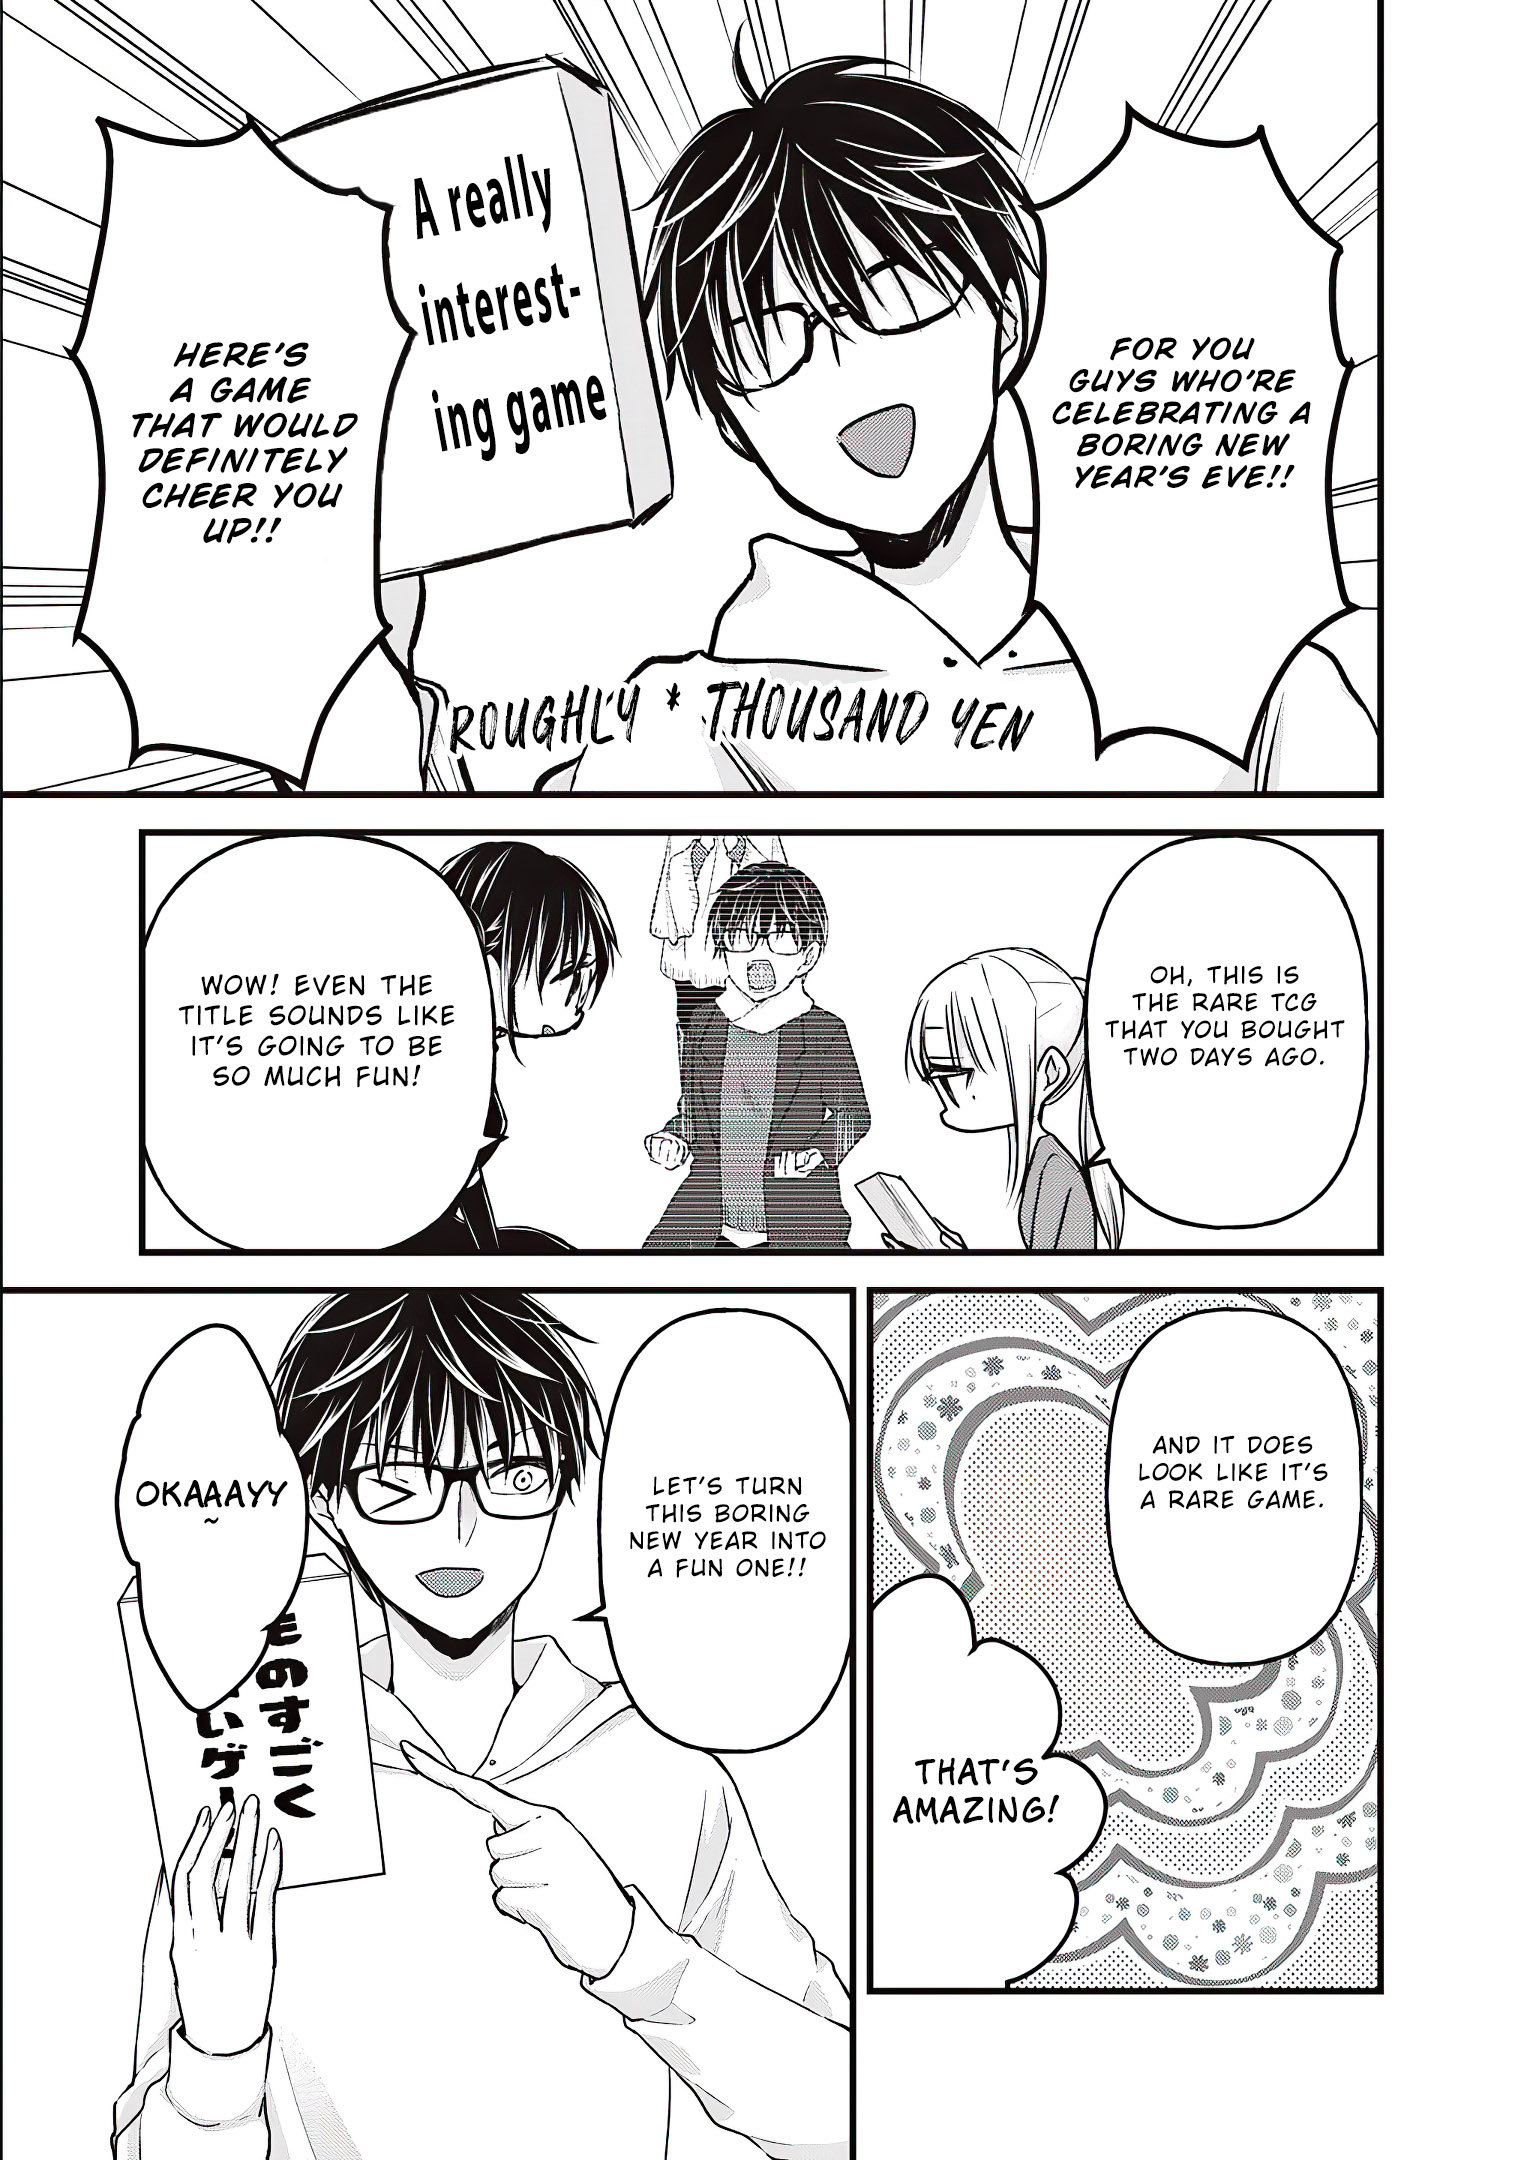 FOR YOU
GUYS WHO'RE
CELEBRATING A
BORING NEW
YEAR'S EVE!!
A really
interest-
ing game
HERE'S
A GAME
THAT WOULD
DEFINITELY
CHEER YOU
UP!!
ROUGHLY * THOUSAND YEN
OH, THIS IS
THE RARE TCG
THAT YOU BOUGHT
TWO DAYS AGO.
WOW! EVEN THE
TITLE SOUNDS LIKE
IT'S GOING TO BE
SO MUCH FUN!
AND IT DOES
LOOK LIKE IT'S
A RARE GAME.
THAT'S
AMAZING!
LET'S TURN
THIS BORING
NEW YEAR INTO
A FUN ONE!!
OKAAAYY
~
ものすごく
いゲー